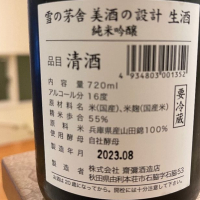 雪の茅舎 美酒の設計 生酒
純米吟醸
品目 清酒
4 934803 001352
内容量 720ml
アルコール分 16度
原材料名 米(国産)、米麹(国産米)
精米歩合 55%
原料米 兵庫県産山田錦100%
使用酵母 自社酵母
要冷蔵
製造 2023.08
製造者 株式会社 齋彌酒造店
秋田県由利本荘市石脇字石脇53